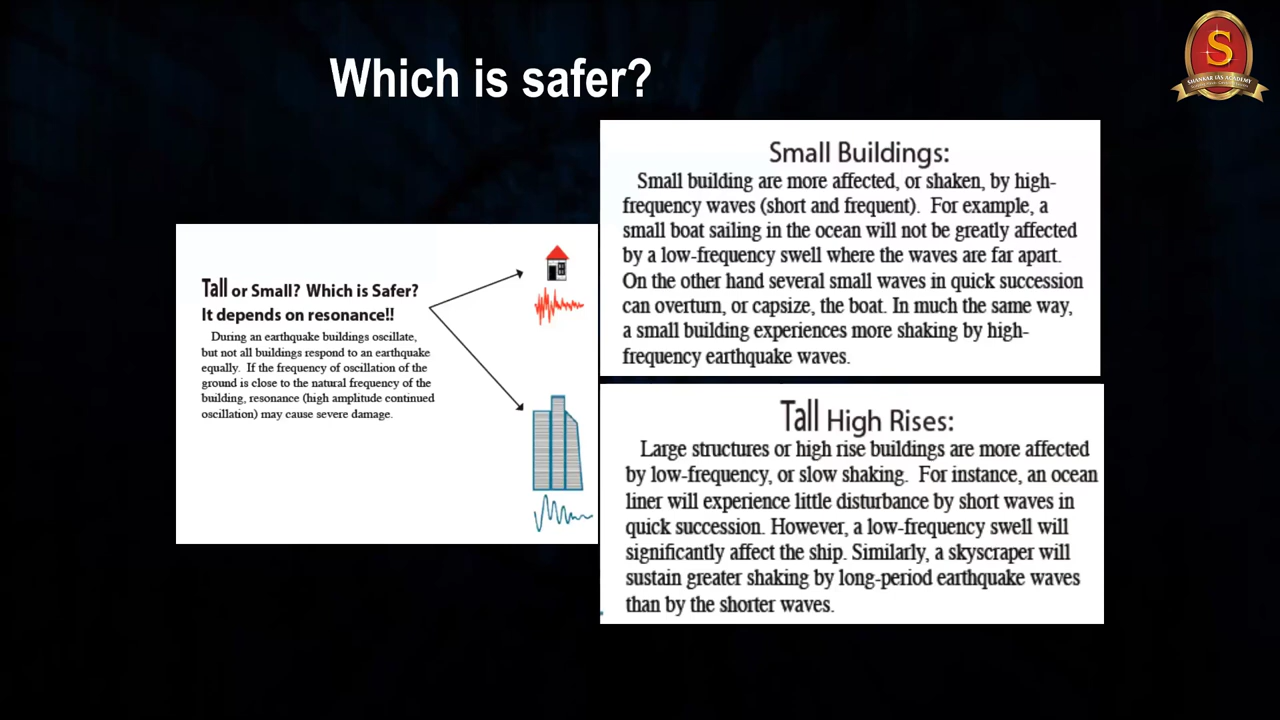 Which is safer?
S
SHANKAR IAS ACADEMY
Tall or Small? Which is Safer?
It depends on resonance!!
During an earthquake buildings oscillate,
but not all buildings respond to an earthquake
equally. If the frequency of oscillation of the
ground is close to the natural frequency of the
building, resonance (high amplitude continued
oscillation) may cause severe damage.
Small Buildings:
Small building are more affected, or shaken, by high-
frequency waves (short and frequent). For example, a
small boat sailing in the ocean will not be greatly affected
by a low-frequency swell where the waves are far apart.
On the other hand several small waves in quick succession
can overturn, or capsize, the boat. In much the same way,
a small building experiences more shaking by high-
frequency earthquake waves.
Tall High Rises:
Large structures or high rise buildings are more affected
by low-frequency, or slow shaking. For instance, an ocean
liner will experience little disturbance by short waves in
quick succession. However, a low-frequency swell will
significantly affect the ship. Similarly, a skyscraper will
sustain greater shaking by long-period earthquake waves
than by the shorter waves.